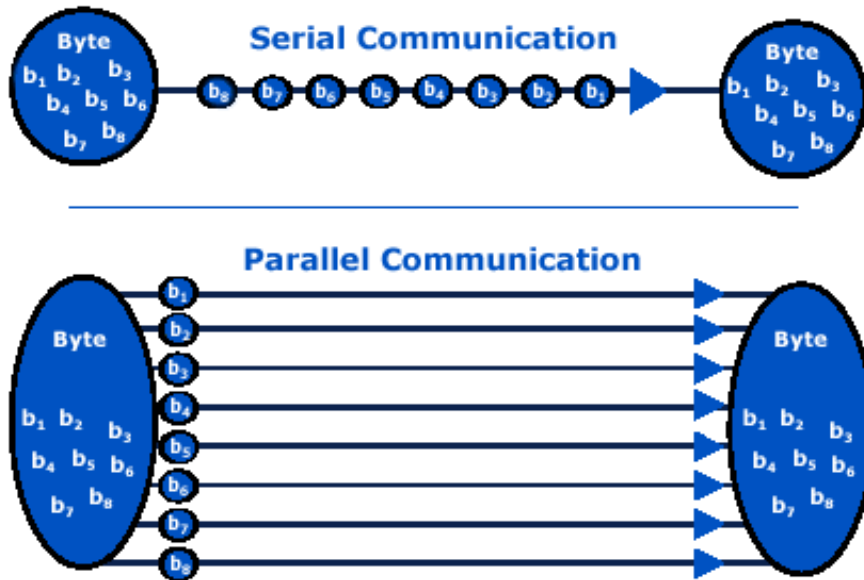 Serial Communication
Byte
b₁ b₂ b₃
b₄ b₅ b₆
b₇ b₈
b₈ b₇ b₆ b₅ b₄ b₃ b₂ b₁
Byte
b₁ b₂ b₃
b₄ b₅ b₆
b₇ b₈
Parallel Communication
Byte
b₁ b₂ b₃
b₄ b₅ b₆
b₇ b₈
b₁
b₂
b₃
b₄
b₅
b₆
b₇
b₈
Byte
b₁ b₂ b₃
b₄ b₅ b₆
b₇ b₈